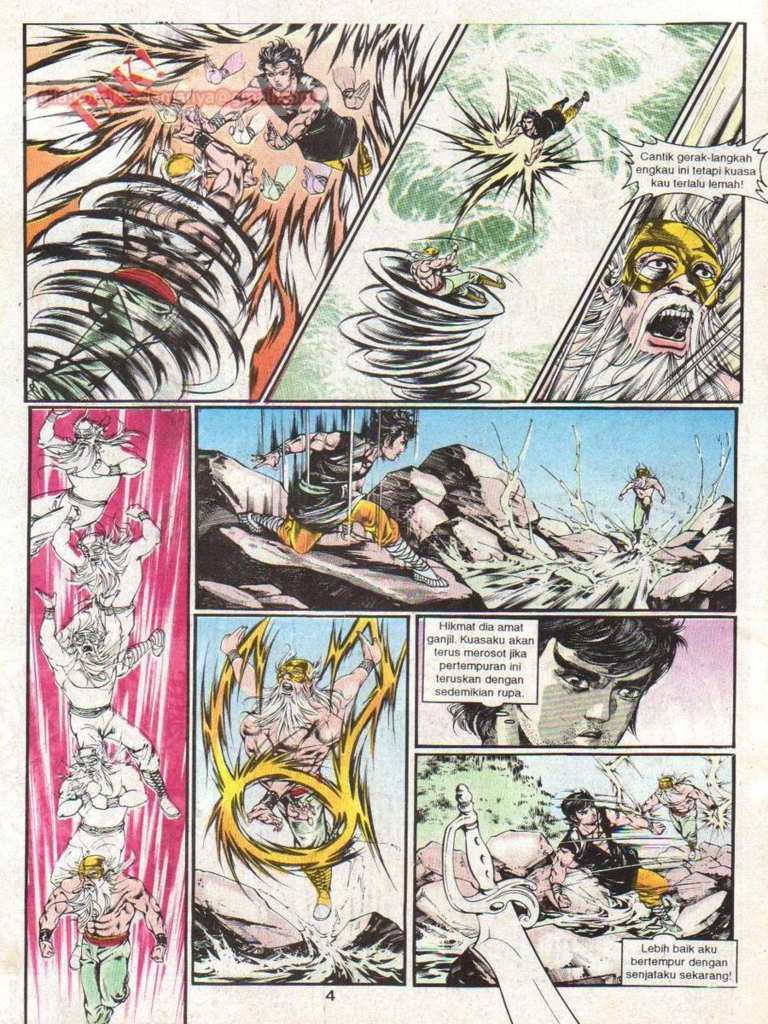 Cantik gerak-langkah
engkau ini tetapi kuasa
kau terlalu lemah!
Hikmat dia amat
ganjil. Kuasaku akan
terus merosot jika
pertempuran ini
teruskan dengan
sedemikian rupa.
Lebih baik aku
bertempur dengan
senjataku sekarang!
4